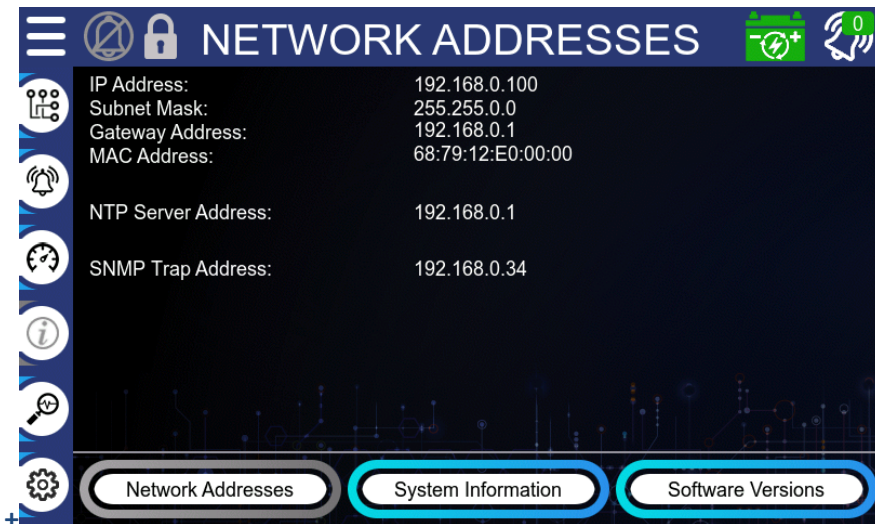 NETWORK ADDRESSES
0
IP Address: 192.168.0.100
Subnet Mask: 255.255.0.0
Gateway Address: 192.168.0.1
MAC Address: 68:79:12:E0:00:00
NTP Server Address: 192.168.0.1
SNMP Trap Address: 192.168.0.34
Network Addresses System Information Software Versions